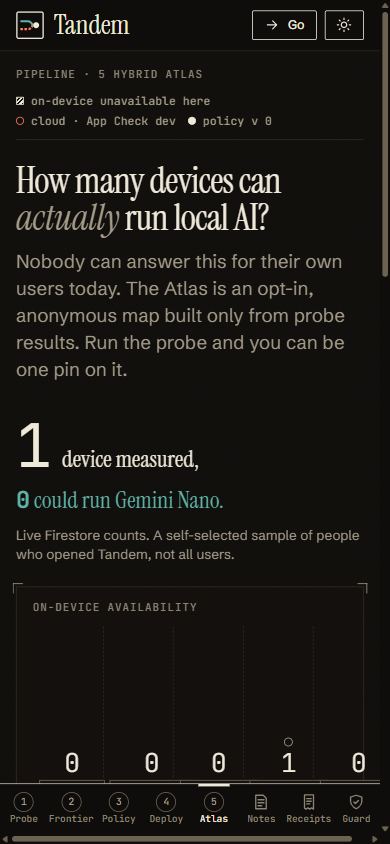 Tandem
Go
PIPELINE · 5 HYBRID ATLAS
on-device unavailable here
cloud · App Check dev policy v 0
How many devices can
actually run local AI?
Nobody can answer this for their own
users today. The Atlas is an opt-in,
anonymous map built only from probe
results. Run the probe and you can be
one pin on it.
1 device measured,
0 could run Gemini Nano.
Live Firestore counts. A self-selected sample of people
who opened Tandem, not all users.
ON-DEVICE AVAILABILITY
0 0 0 1 0
1 2 3 4 5
Probe Frontier Policy Deploy Atlas Notes Receipts Guard